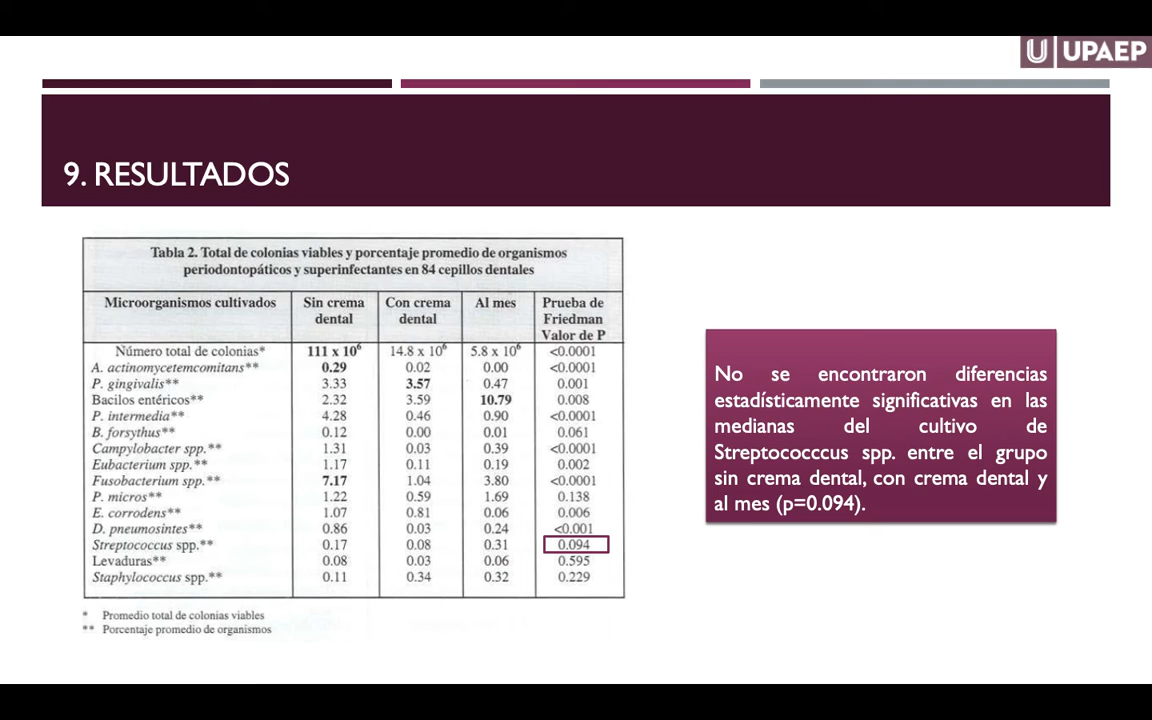 U UPAEP
9. RESULTADOS
Tabla 2. Total de colonias viables y porcentaje promedio de organismos
periodontopáticos y superinfectantes en 84 cepillos dentales
Microorganismos cultivados Sin crema dental Con crema dental Al mes Prueba de Friedman Valor de P
Número total de colonias* 111 x 10⁶ 14.8 x 10⁶ 5.8 x 10⁶ <0.0001
A. actinomycetemcomitans** 0.29 0.02 0.00 <0.0001
P. gingivalis** 3.33 3.57 0.47 0.001
Bacilos entéricos** 2.32 3.59 10.79 0.008
P. intermedia** 4.28 0.46 0.90 <0.0001
B. forsythus** 0.12 0.00 0.01 0.061
Campylobacter spp.** 1.31 0.03 0.39 <0.0001
Eubacterium spp.** 1.17 0.11 0.19 0.002
Fusobacterium spp.** 7.17 1.04 3.80 <0.0001
P. micros** 1.22 0.59 1.69 0.138
E. corrodens** 1.07 0.81 0.06 0.006
D. pneumosintes** 0.86 0.03 0.24 <0.001
Streptococcus spp.** 0.17 0.08 0.31 0.094
Levaduras** 0.08 0.03 0.06 0.595
Staphylococcus spp.** 0.11 0.34 0.32 0.229
* Promedio total de colonias viables
** Porcentaje promedio de organismos
No se encontraron diferencias
estadísticamente significativas en las
medianas del cultivo de
Streptococccus spp. entre el grupo
sin crema dental, con crema dental y
al mes (p=0.094).